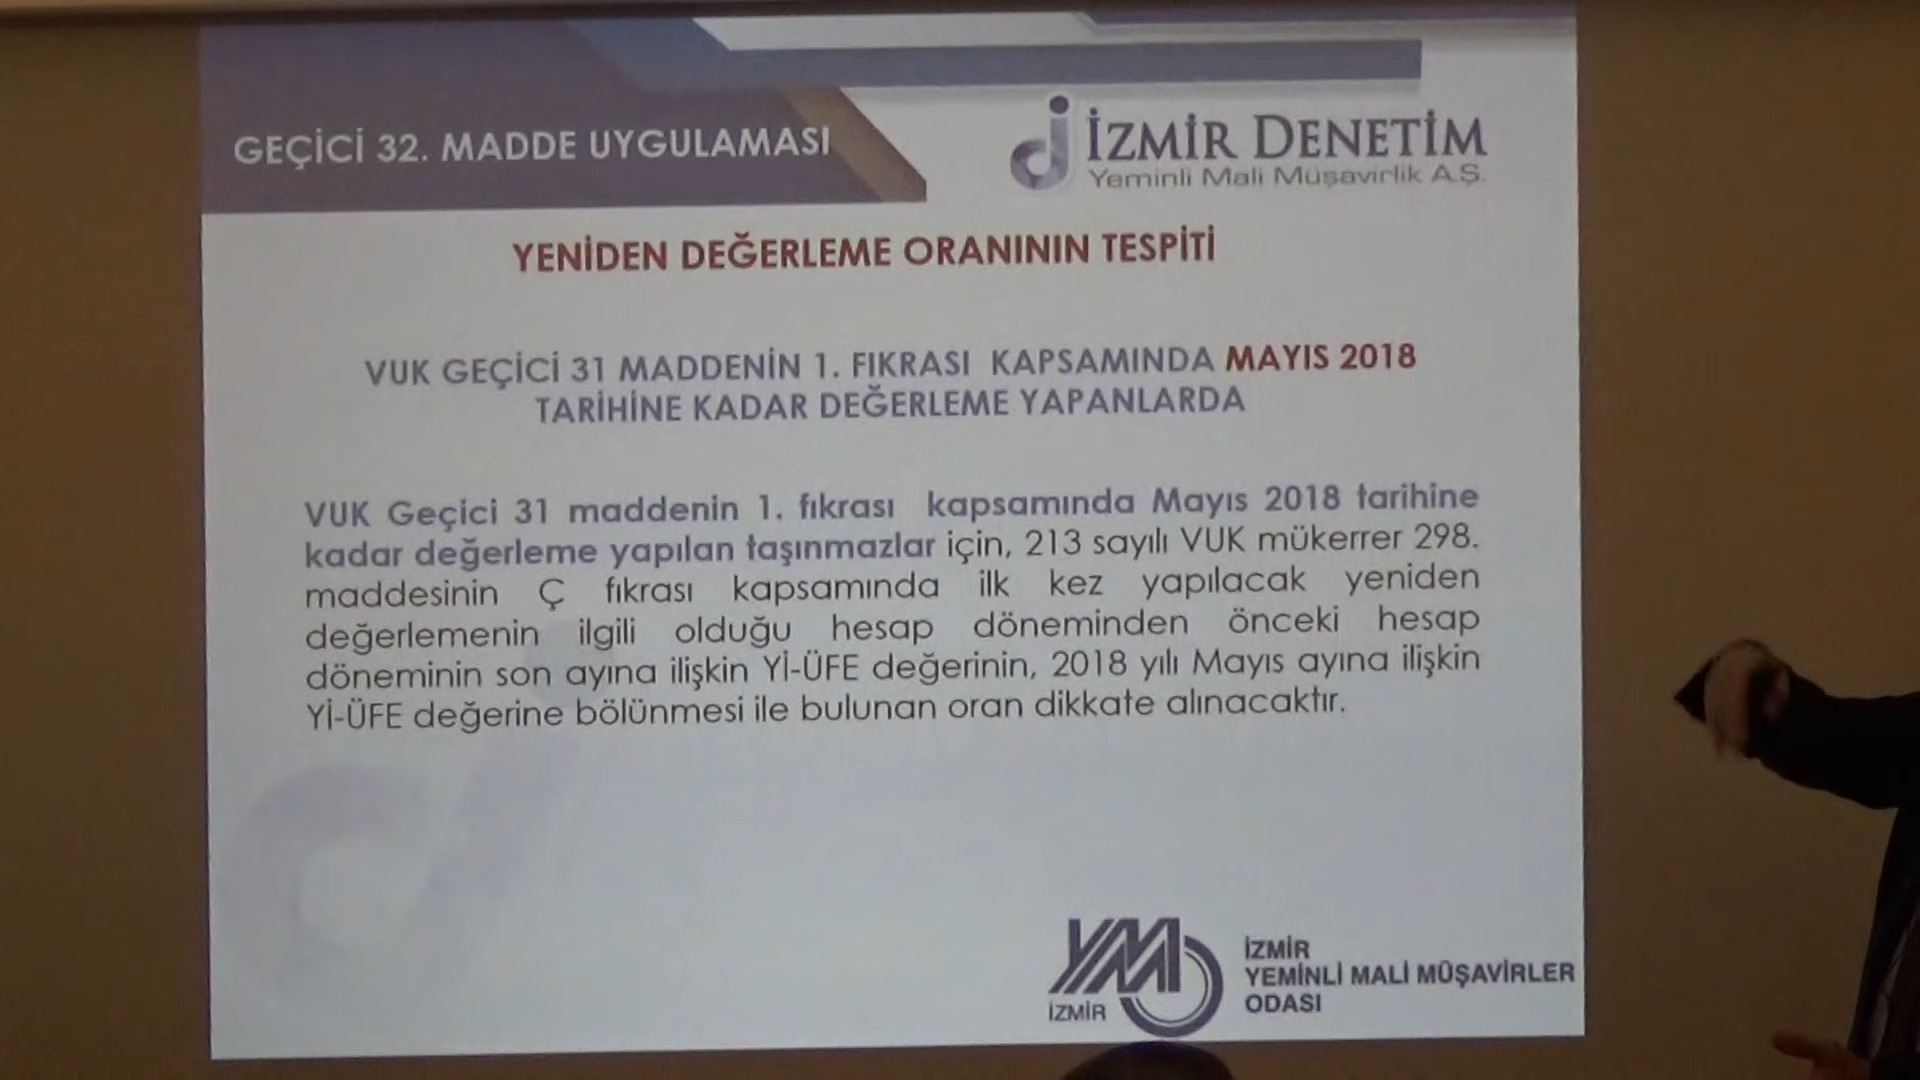 GEÇİCİ 32. MADDE UYGULAMASI
İZMİR DENETİM
Yeminli Mali Müşavirlik A.Ş.
YENİDEN DEĞERLEME ORANININ TESPİTİ
VUK GEÇİCİ 31 MADDENİN 1. FIKRASI KAPSAMINDA MAYIS 2018
TARİHİNE KADAR DEĞERLEME YAPANLARDA
VUK Geçici 31 maddenin 1. fıkrası kapsamında Mayıs 2018 tarihine
kadar değerleme yapılan taşınmazlar için, 213 sayılı VUK mükerrer 298.
maddesinin Ç fıkrası kapsamında ilk kez yapılacak yeniden
değerlemenin ilgili olduğu hesap döneminden önceki hesap
döneminin son ayına ilişkin Yİ-ÜFE değerinin, 2018 yılı Mayıs ayına ilişkin
Yİ-ÜFE değerine bölünmesi ile bulunan oran dikkate alınacaktır.
YMM
İZMİR
İZMİR
YEMİNLİ MALİ MÜŞAVİRLER
ODASI